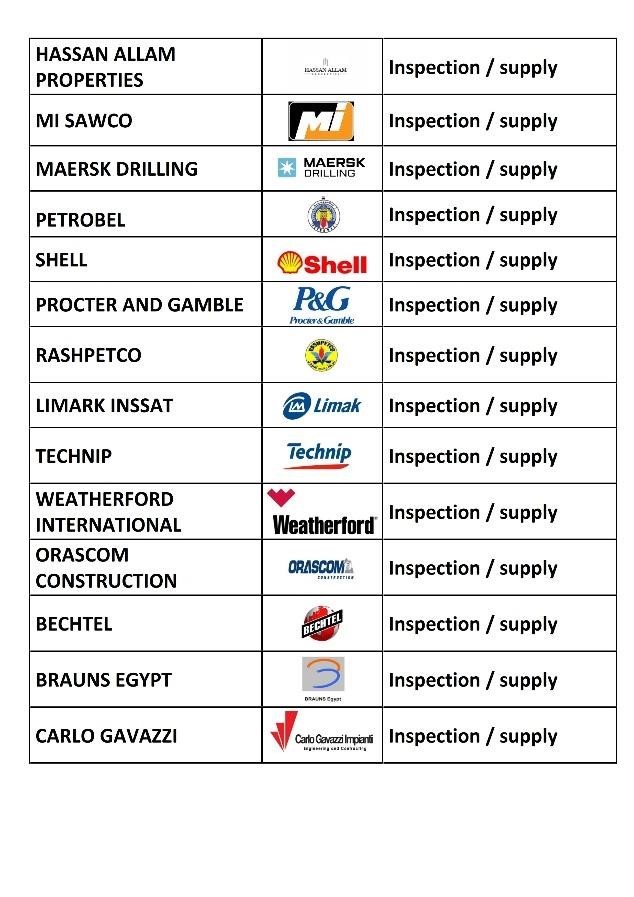 HASSAN ALLAM
PROPERTIES
HASSAN ALLAM
Inspection / supply
MI SAWCO
Mi
Inspection / supply
MAERSK DRILLING
MAERSK
DRILLING
Inspection / supply
PETROBEL
Inspection / supply
SHELL
Shell
Inspection / supply
PROCTER AND GAMBLE
P&G
Procter & Gamble
Inspection / supply
RASHPETCO
RASHPETCO
Inspection / supply
LIMARK INSSAT
LM Limak
Inspection / supply
TECHNIP
Technip
Inspection / supply
WEATHERFORD
INTERNATIONAL
Weatherford
Inspection / supply
ORASCOM
CONSTRUCTION
ORASCOM
CONSTRUCTION
Inspection / supply
BECHTEL
BECHTEL
Inspection / supply
BRAUNS EGYPT
BRAUNS Egypt
Inspection / supply
CARLO GAVAZZI
Carlo Gavazzi Impianti
Engineering and Contracting
Inspection / supply